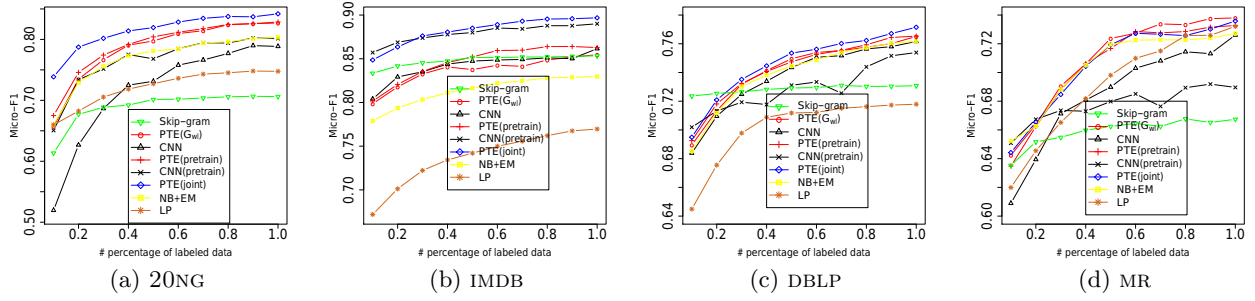 Micro−F1
0.50 0.60 0.70 0.80
0.2 0.4 0.6 0.8 1.0
# percentage of labeled data
Skip−gram
PTE(Gwl)
CNN
PTE(pretrain)
CNN(pretrain)
PTE(joint)
NB+EM
LP
(a) 20NG
Micro−F1
0.70 0.75 0.80 0.85 0.90
0.2 0.4 0.6 0.8 1.0
# percentage of labeled data
Skip−gram
PTE(Gwl)
CNN
PTE(pretrain)
CNN(pretrain)
PTE(joint)
NB+EM
LP
(b) IMDB
Micro−F1
0.64 0.68 0.72 0.76
0.2 0.4 0.6 0.8 1.0
# percentage of labeled data
Skip−gram
PTE(Gwl)
CNN
PTE(pretrain)
CNN(pretrain)
PTE(joint)
NB+EM
LP
(c) DBLP
Micro−F1
0.60 0.64 0.68 0.72
0.2 0.4 0.6 0.8 1.0
# percentage of labeled data
Skip−gram
PTE(Gwl)
CNN
PTE(pretrain)
CNN(pretrain)
PTE(joint)
NB+EM
LP
(d) MR